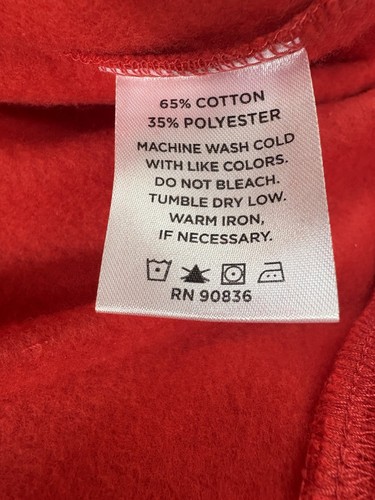 65% COTTON
35% POLYESTER
MACHINE WASH COLD
WITH LIKE COLORS.
DO NOT BLEACH.
TUMBLE DRY LOW.
WARM IRON,
IF NECESSARY.
RN 90836